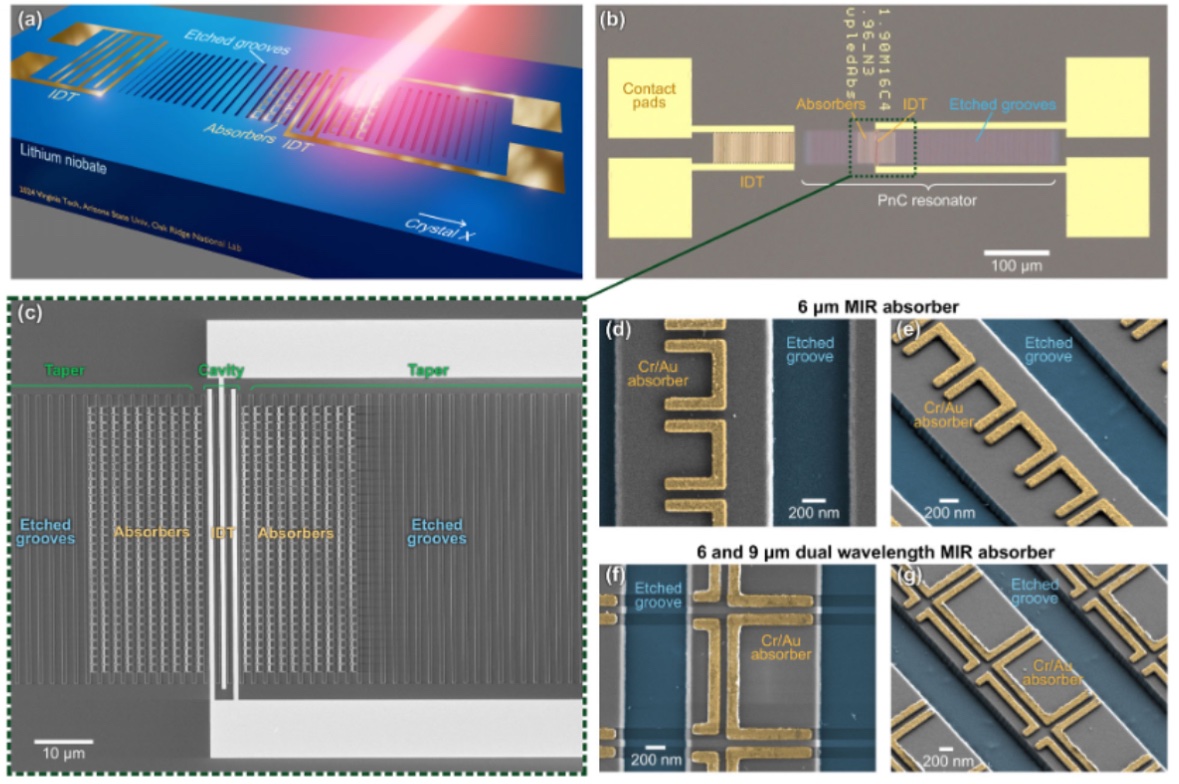 (a)
Etched grooves
IDT
Absorbers
IDT
Lithium niobate
2024 Virginia Tech, Arizona State Univ, Oak Ridge National Lab
Crystal X
(b)
1.90M16C4
.96_N3
upledAbs
Contact
pads
Absorbers
IDT
Etched grooves
IDT
PnC resonator
100 μm
(c)
Taper
Cavity
Taper
Etched
grooves
Absorbers
IDT
Absorbers
Etched
grooves
10 μm
6 μm MIR absorber
(d)
Cr/Au
absorber
Etched
groove
200 nm
(e)
Etched
groove
Cr/Au
absorber
200 nm
6 and 9 μm dual wavelength MIR absorber
(f)
Etched
groove
Cr/Au
absorber
200 nm
(g)
Etched
groove
Cr/Au
absorber
200 nm